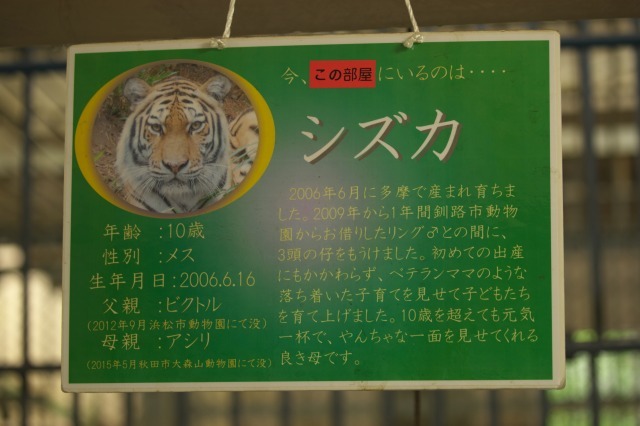 今、この部屋にいるのは‥‥
シズカ
2006年6月に多摩で産まれ育ちま
した。2009年から1年間釧路市動物
園からお借りしたリング♂との間に、
3頭の仔をもうけました。初めての出産
にもかかわらず、ベテランママのような
落ち着いた子育てを見せて子どもたち
を育て上げました。10歳を超えても元気
一杯で、やんちゃな一面を見せてくれる
良き母です。
年齢 :10歳
性別 :メス
生年月日:2006.6.16
父親 :ビクトル
(2012年9月浜松市動物園にて没)
母親 :アシリ
(2015年5月秋田市大森山動物園にて没)